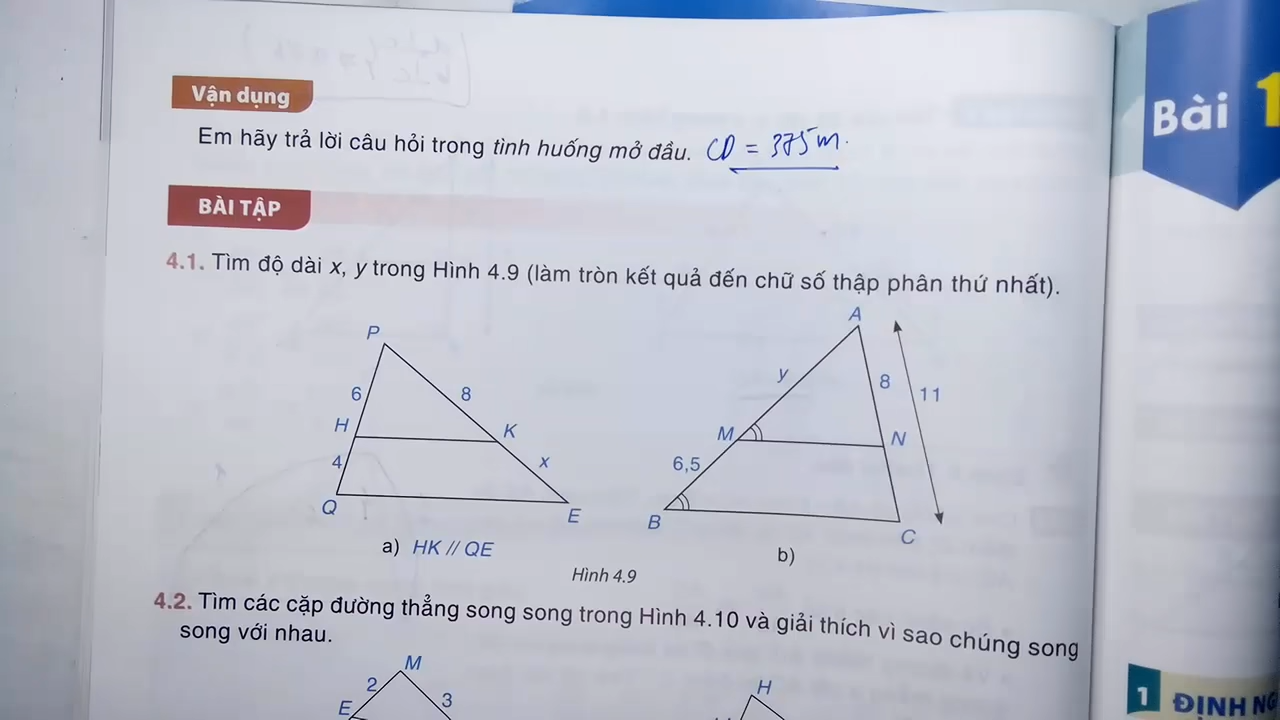 Vận dụng
Em hãy trả lời câu hỏi trong tình huống mở đầu. CD = 375m.
BÀI TẬP
4.1. Tìm độ dài x, y trong Hình 4.9 (làm tròn kết quả đến chữ số thập phân thứ nhất).
P
6
8
H
K
4
x
Q
E
a) HK // QE
A
y
8
11
M
N
6,5
B
C
b)
Hình 4.9
4.2. Tìm các cặp đường thẳng song song trong Hình 4.10 và giải thích vì sao chúng song
song với nhau.
M
2
3
E
H
Bài 1
1